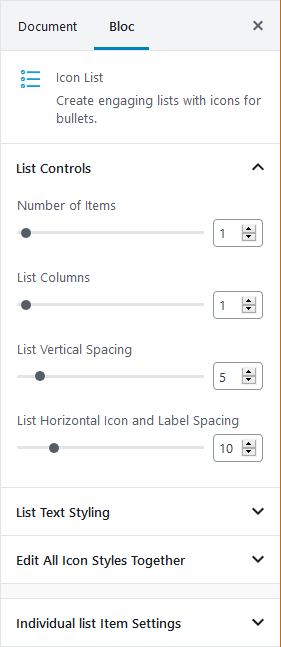 Document Bloc ×
Icon List
Create engaging lists with icons for
bullets.
List Controls
Number of Items
1
List Columns
1
List Vertical Spacing
5
List Horizontal Icon and Label Spacing
10
List Text Styling
Edit All Icon Styles Together
Individual list Item Settings